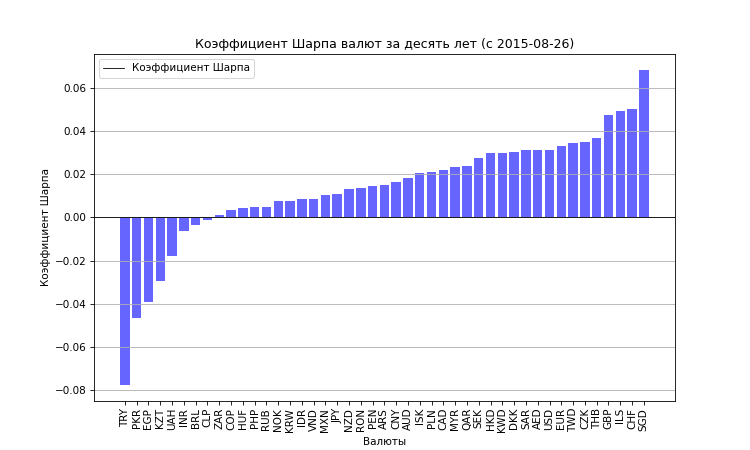 Коэффициент Шарпа валют за десять лет (с 2015-08-26)
Коэффициент Шарпа
0.06
0.04
0.02
0.00
−0.02
−0.04
−0.06
−0.08
Коэффициент Шарпа
TRY PKR EGP KZT UAH INR BRL CLP ZAR COP HUF PHP RUB NOK KRW IDR VND MXN JPY NZD RON PEN ARS CNY AUD ISK PLN CAD MYR QAR SEK HKD KWD DKK SAR AED USD EUR TWD CZK THB GBP ILS CHF SGD
Валюты